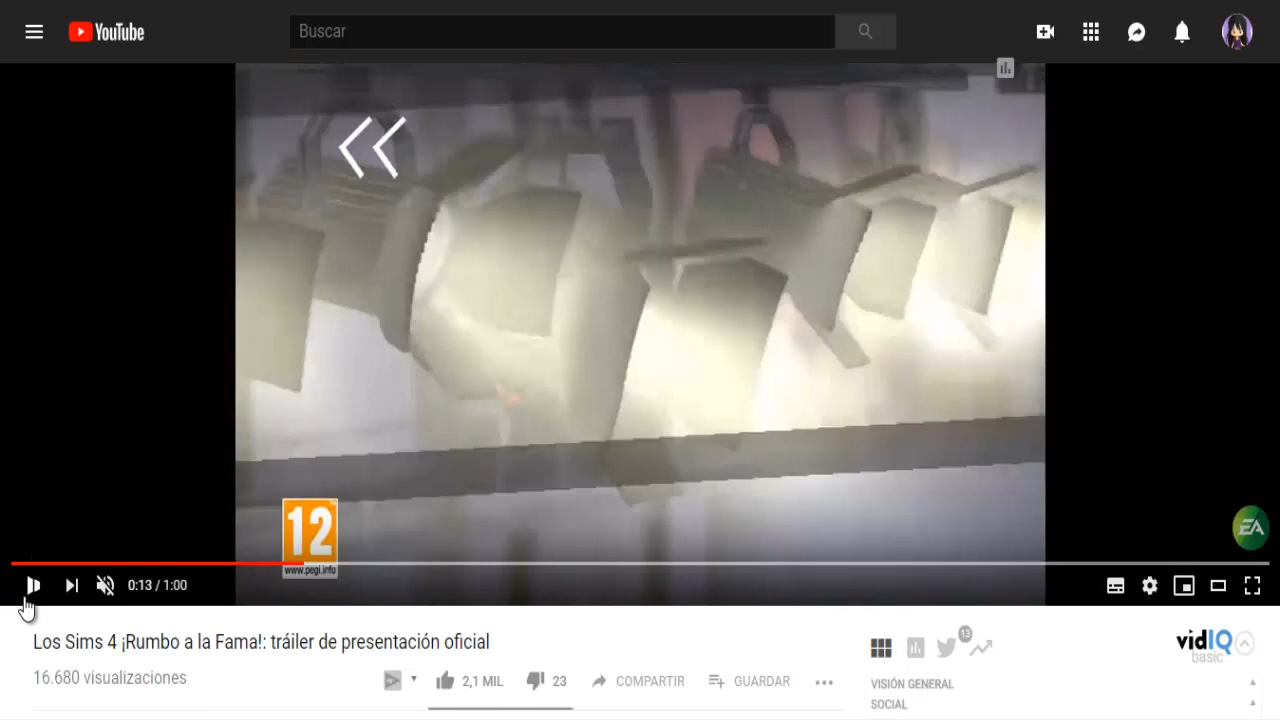 YouTube
Buscar
12
www.pegi.info
EA
0:13 / 1:00
Los Sims 4 ¡Rumbo a la Fama!: tráiler de presentación oficial
16.680 visualizaciones
2,1 MIL
23
COMPARTIR
GUARDAR
13
vidIQ
basic
VISIÓN GENERAL
SOCIAL